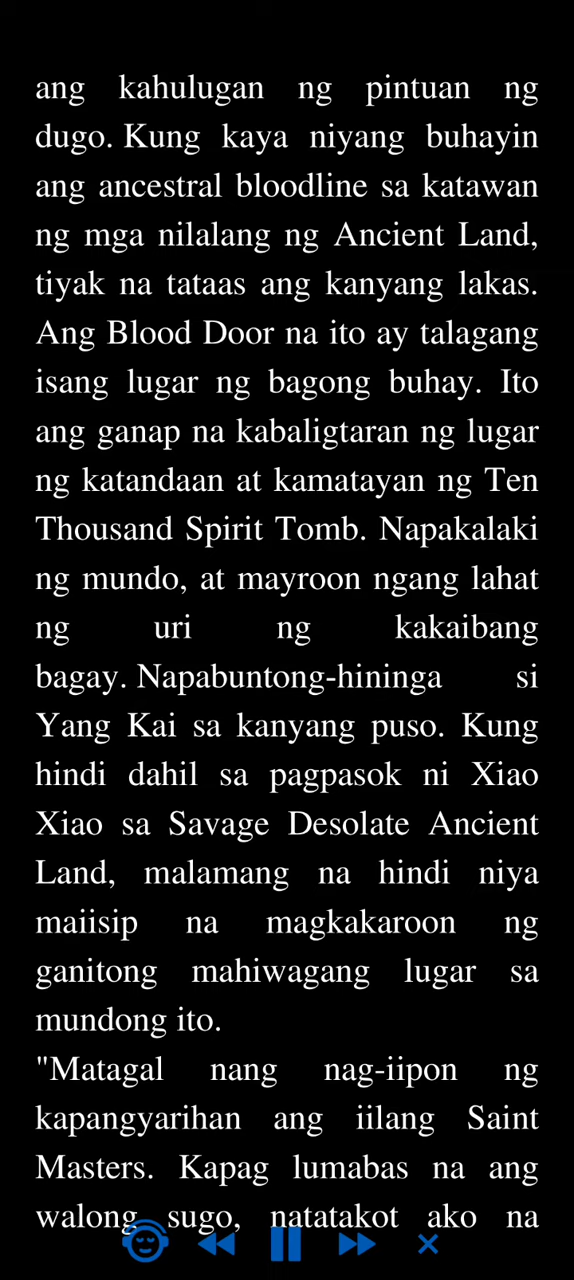 ang kahulugan ng pintuan ng
dugo. Kung kaya niyang buhayin
ang ancestral bloodline sa katawan
ng mga nilalang ng Ancient Land,
tiyak na tataas ang kanyang lakas.
Ang Blood Door na ito ay talagang
isang lugar ng bagong buhay. Ito
ang ganap na kabaligtaran ng lugar
ng katandaan at kamatayan ng Ten
Thousand Spirit Tomb. Napakalaki
ng mundo, at mayroon ngang lahat
ng uri ng kakaibang
bagay. Napabuntong-hininga si
Yang Kai sa kanyang puso. Kung
hindi dahil sa pagpasok ni Xiao
Xiao sa Savage Desolate Ancient
Land, malamang na hindi niya
maiisip na magkakaroon ng
ganitong mahiwagang lugar sa
mundong ito.
"Matagal nang nag-iipon ng
kapangyarihan ang iilang Saint
Masters. Kapag lumabas na ang
walong sugo, natatakot ako na